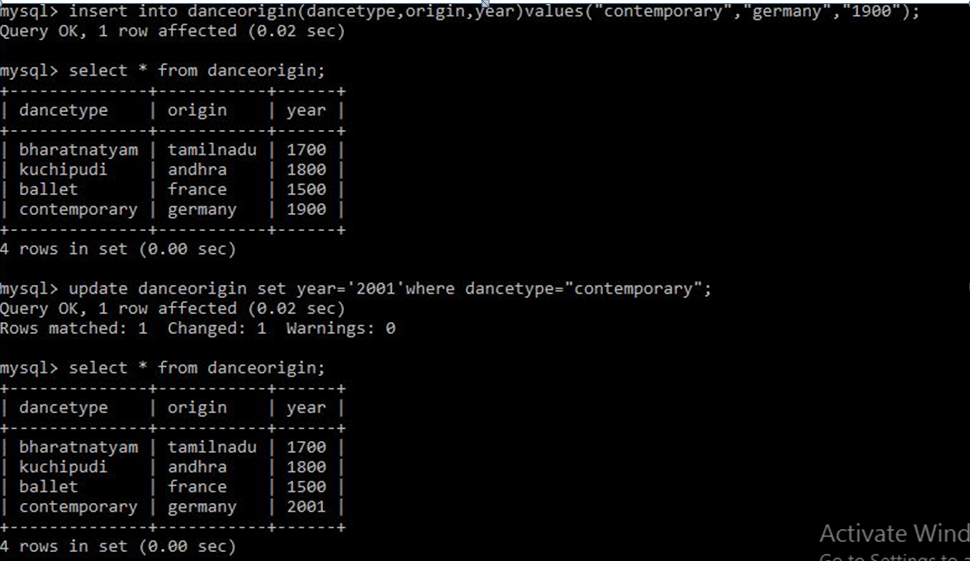 mysql> insert into danceorigin(dancetype,origin,year)values("contemporary","germany","1900");
Query OK, 1 row affected (0.02 sec)
mysql> select * from danceorigin;
+--------------+-----------+------+
| dancetype    | origin    | year |
+--------------+-----------+------+
| bharatnatyam | tamilnadu | 1700 |
| kuchipudi    | andhra    | 1800 |
| ballet       | france    | 1500 |
| contemporary | germany   | 1900 |
+--------------+-----------+------+
4 rows in set (0.00 sec)
mysql> update danceorigin set year='2001'where dancetype="contemporary";
Query OK, 1 row affected (0.02 sec)
Rows matched: 1  Changed: 1  Warnings: 0
mysql> select * from danceorigin;
+--------------+-----------+------+
| dancetype    | origin    | year |
+--------------+-----------+------+
| bharatnatyam | tamilnadu | 1700 |
| kuchipudi    | andhra    | 1800 |
| ballet       | france    | 1500 |
| contemporary | germany   | 2001 |
+--------------+-----------+------+
4 rows in set (0.00 sec)
Activate Wind
Go to Settings to a